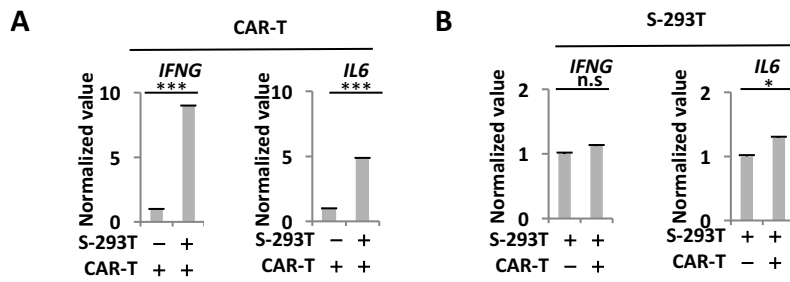 A
CAR-T
IFNG
***
Normalized value
10
5
0
S-293T – +
CAR-T + +
IL6
***
Normalized value
10
5
0
S-293T – +
CAR-T + +
B
S-293T
IFNG
n.s
Normalized value
2
1
0
S-293T + +
CAR-T – +
IL6
*
Normalized value
2
1
0
S-293T + +
CAR-T – +